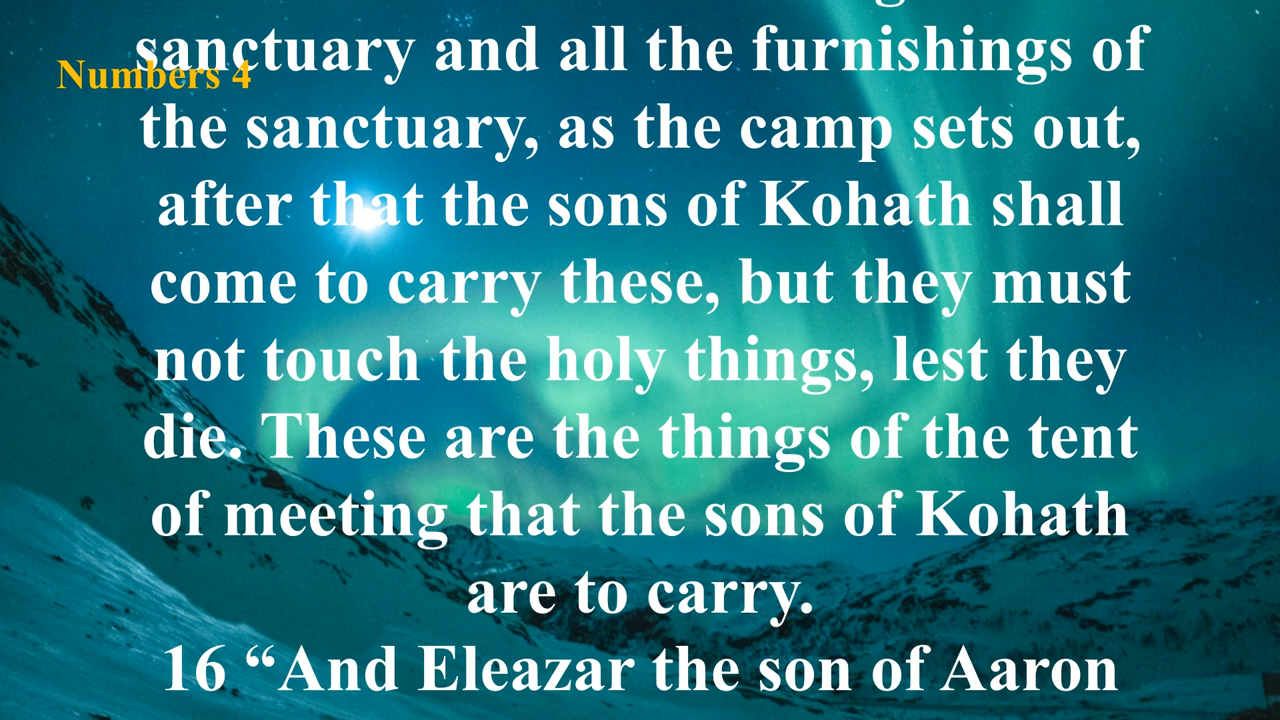 Numbers 4
sanctuary and all the furnishings of
the sanctuary, as the camp sets out,
after that the sons of Kohath shall
come to carry these, but they must
not touch the holy things, lest they
die. These are the things of the tent
of meeting that the sons of Kohath
are to carry.
16 “And Eleazar the son of Aaron